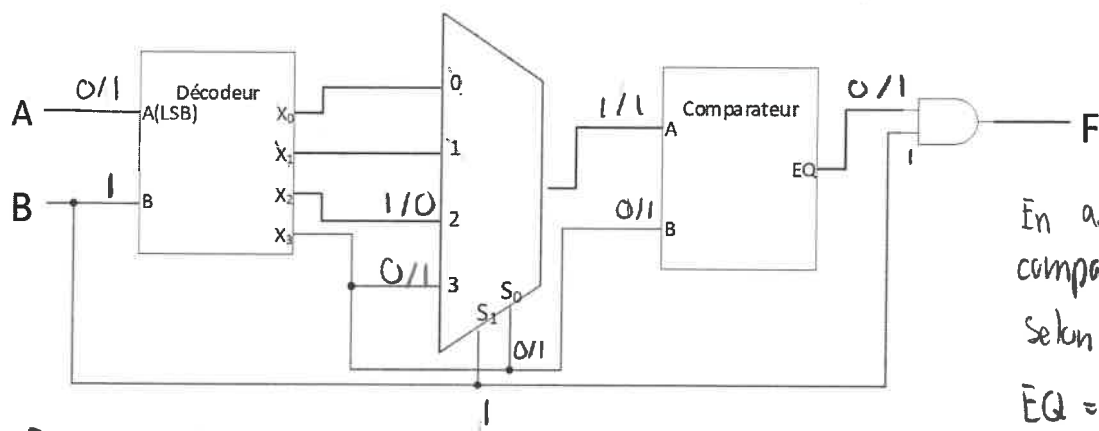 0/1
Décodeur
A
A(LSB)
X₀
0
1/1
Comparateur
0/1
X₁
1
A
F
EQ
1
B
1
B
X₂
1/0
2
0/1
B
X₃
0/1
3
S₁
S₀
0/1
1
En
selon
EQ =